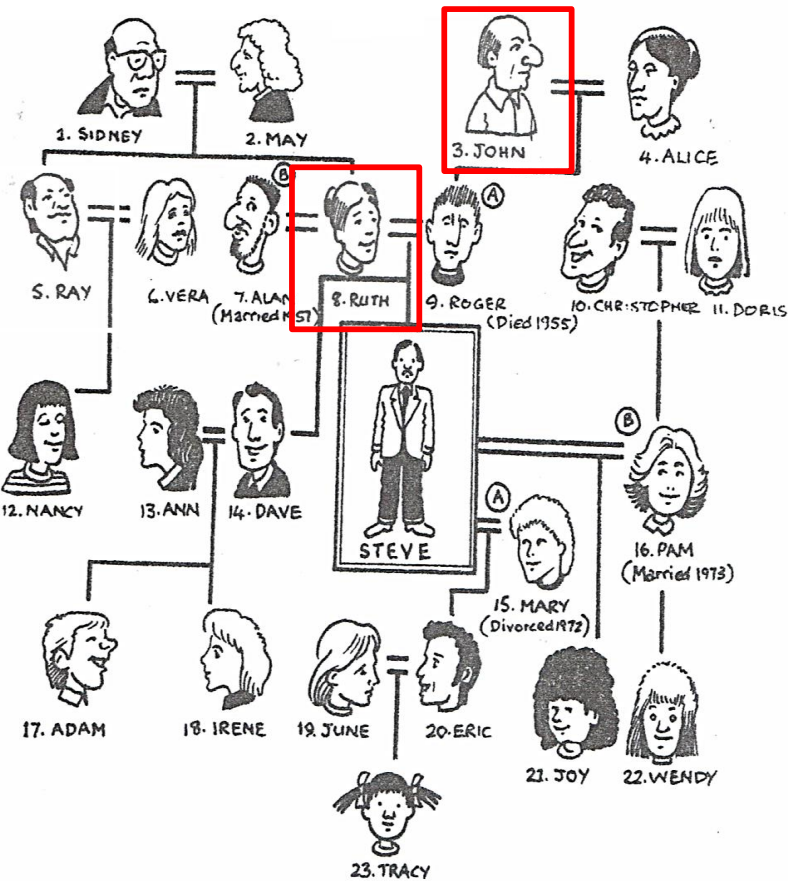 1. SIDNEY
2. MAY
3. JOHN
4. ALICE
B
A
5. RAY
6. VERA
7. ALAN
(Married 1957)
8. RUTH
9. ROGER
(Died 1955)
10. CHRISTOPHER
11. DORIS
B
12. NANCY
13. ANN
14. DAVE
STEVE
A
15. MARY
(Divorced 1972)
16. PAM
(Married 1973)
17. ADAM
18. IRENE
19. JUNE
20. ERIC
21. JOY
22. WENDY
23. TRACY